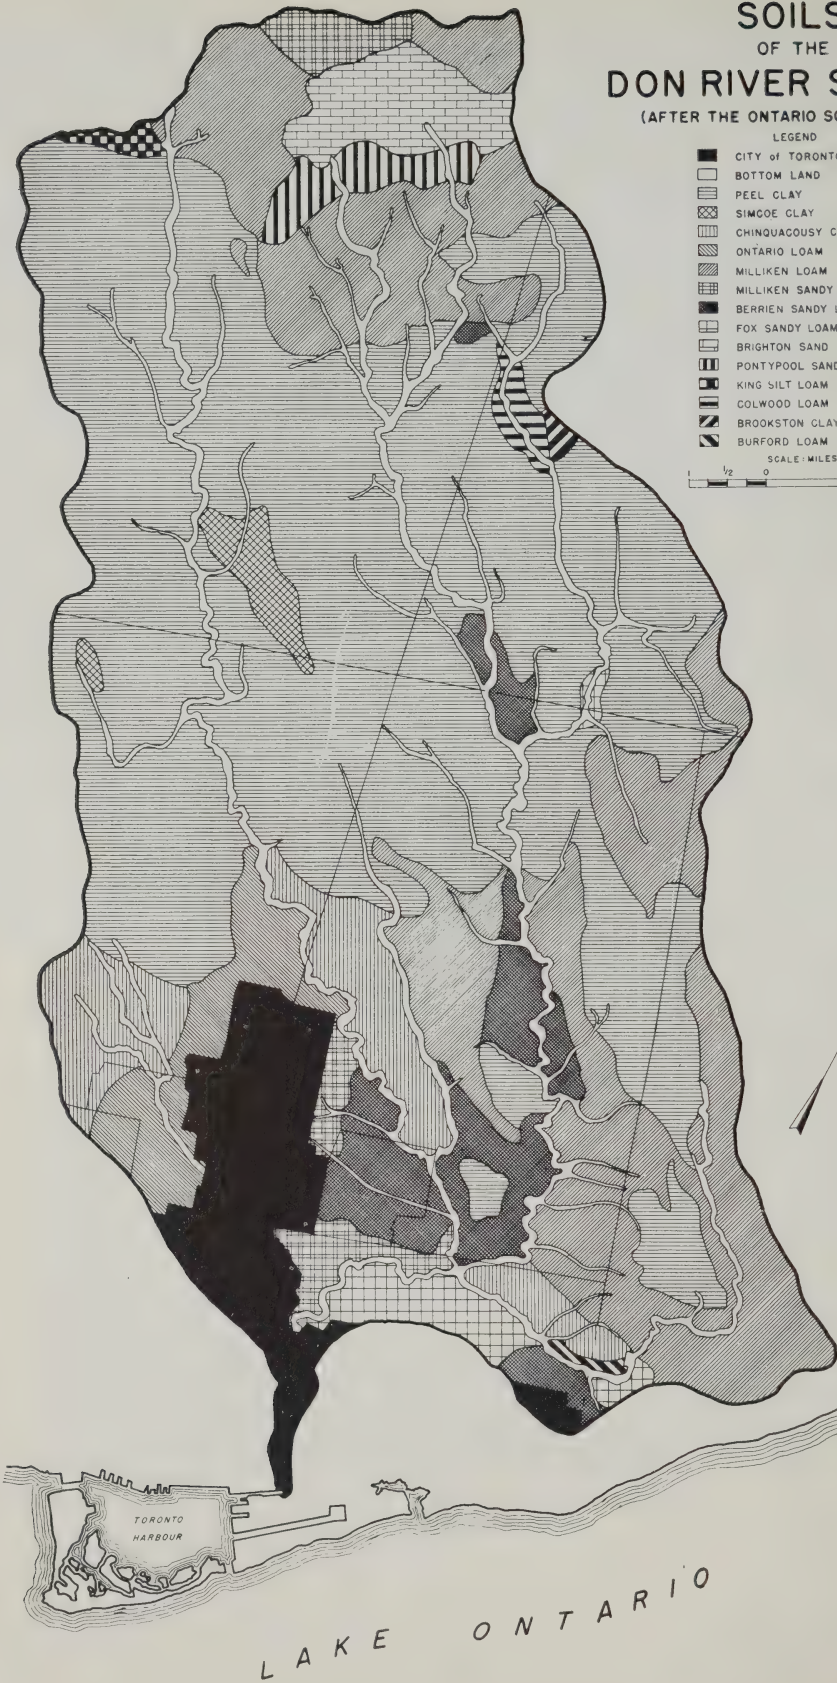 SOILS
OF THE
DON RIVER S
(AFTER THE ONTARIO SO
LEGEND
CITY of TORONTO
BOTTOM LAND
PEEL CLAY
SIMCOE CLAY
CHINQUACOUSY C
ONTARIO LOAM
MILLIKEN LOAM
MILLIKEN SANDY
BERRIEN SANDY L
FOX SANDY LOAM
BRIGHTON SAND
PONTYPOOL SAND
KING SILT LOAM
COLWOOD LOAM
BROOKSTON CLAY
BURFORD LOAM
SCALE: MILES
1 1/2 0
TORONTO
HARBOUR
LAKE ONTARIO